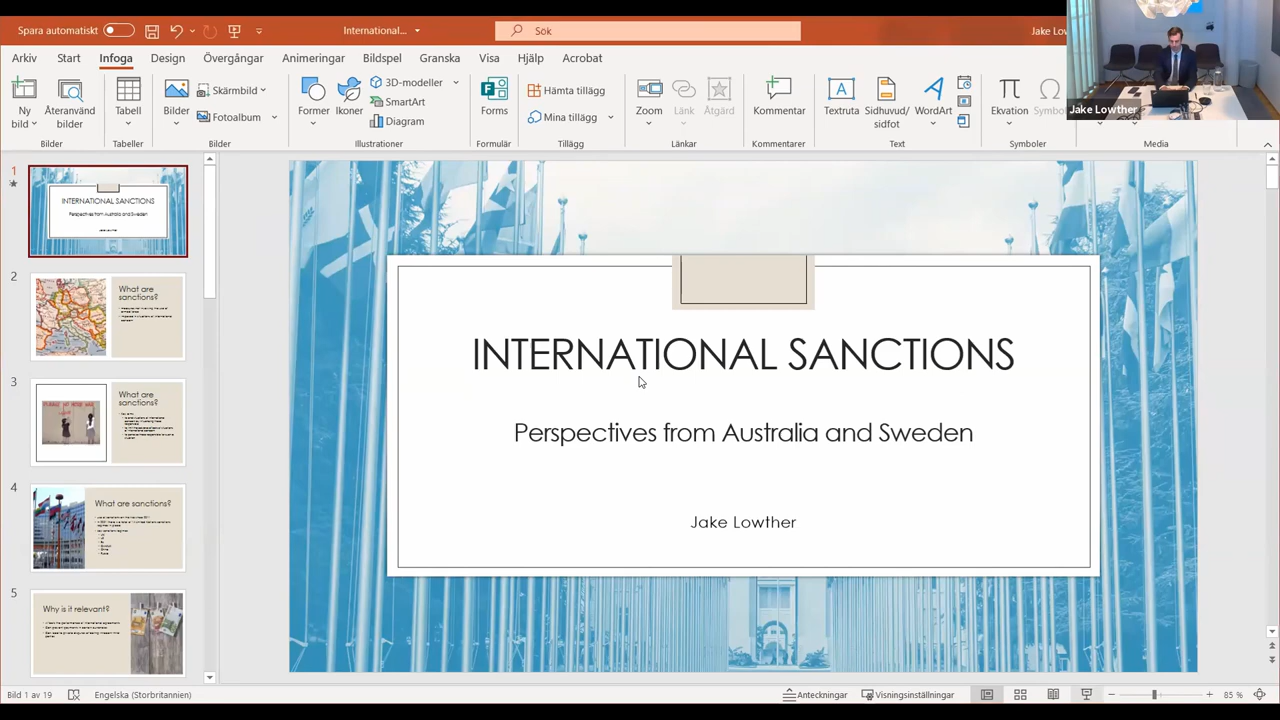 Spara automatiskt
International...
Sök
Jake Low
Arkiv Start Infoga Design Övergångar Animeringar Bildspel Granska Visa Hjälp Acrobat
Ny bild
Återanvänd bilder
Tabell
Bilder
Skärmbild
Fotoalbum
Former
Ikoner
3D-modeller
SmartArt
Diagram
Forms
Hämta tillägg
Mina tillägg
Zoom
Länk
Åtgärd
Kommentar
Textruta
Sidhuvud/
sidfot
WordArt
Ekvation
Bilder Tabeller Bilder Illustrationer Formulär Tillägg Länkar Kommentarer Text Symboler Media
Jake Lowther
1
INTERNATIONAL SANCTIONS
Perspectives from Australia and Sweden
2
What are
sanctions?
3
What are
sanctions?
4
What are sanctions?
5
Why is it relevant?
INTERNATIONAL SANCTIONS
Perspectives from Australia and Sweden
Jake Lowther
Bild 1 av 19
Engelska (Storbritannien)
Anteckningar
Visningsinställningar
85 %